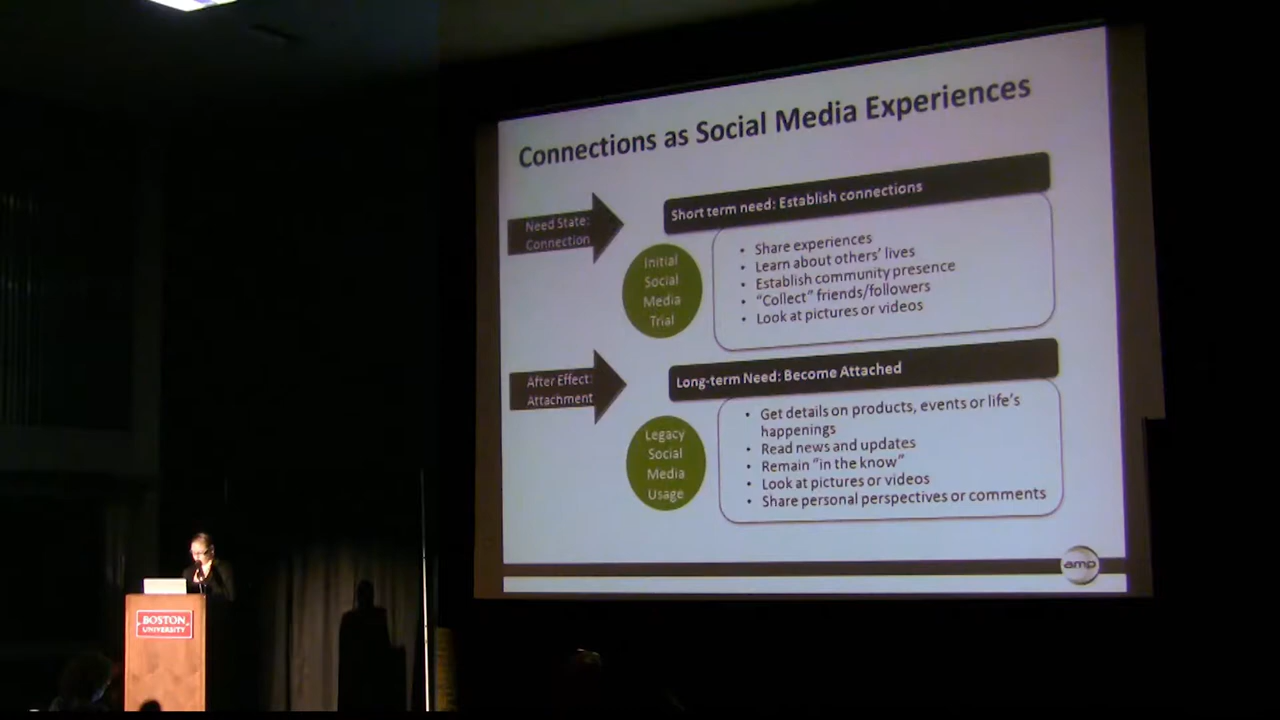 Connections as Social Media Experiences
Need State:
Connection
Short term need: Establish connections
Initial
Social
Media
Trial
• Share experiences
• Learn about others' lives
• Establish community presence
• "Collect" friends/followers
• Look at pictures or videos
After Effect:
Attachment
Long-term Need: Become Attached
Legacy
Social
Media
Usage
• Get details on products, events or life's
happenings
• Read news and updates
• Remain "in the know"
• Look at pictures or videos
• Share personal perspectives or comments
amp
BOSTON
UNIVERSITY